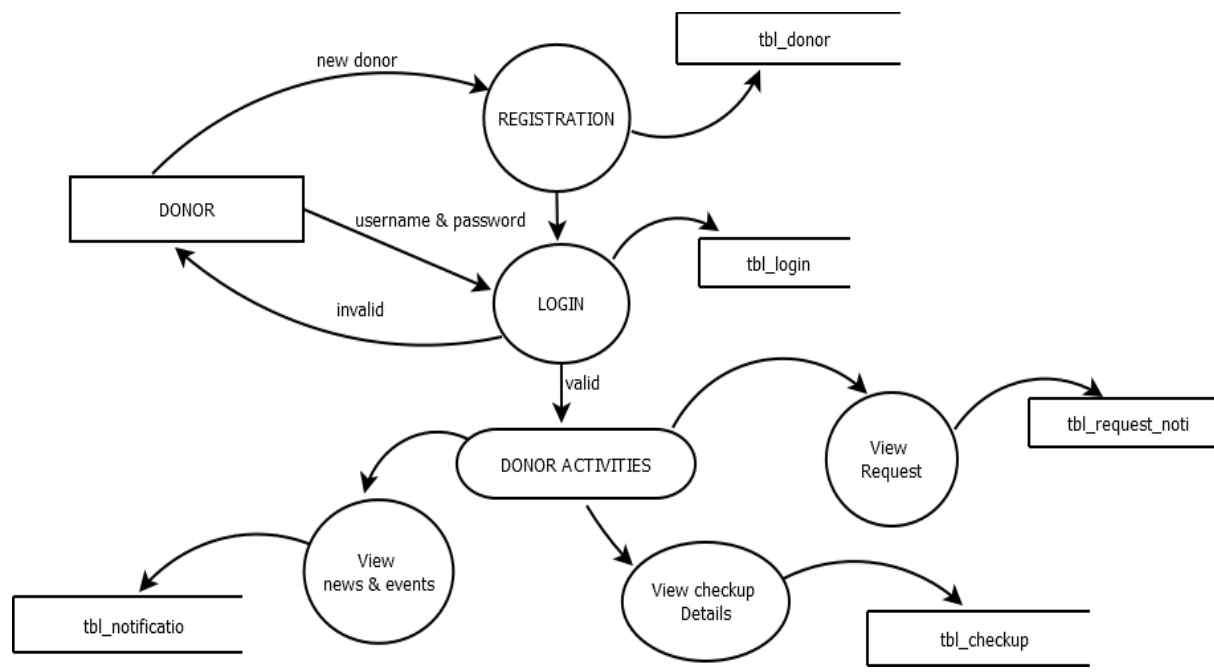 tbl_donor
new donor
REGISTRATION
DONOR
username & password
tbl_login
invalid
LOGIN
valid
tbl_request_noti
View
Request
DONOR ACTIVITIES
View
news & events
View checkup
Details
tbl_notificatio
tbl_checkup